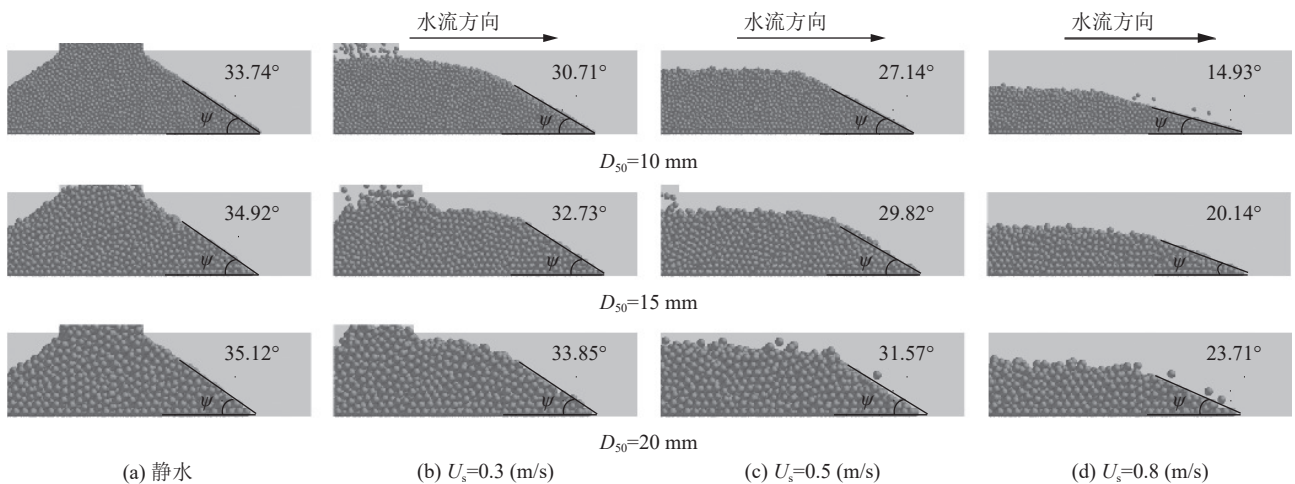 水流方向 水流方向 水流方向
33.74° 30.71° 27.14° 14.93°
ψ ψ ψ ψ
D₅₀=10 mm
34.92° 32.73° 29.82° 20.14°
ψ ψ ψ ψ
D₅₀=15 mm
35.12° 33.85° 31.57° 23.71°
ψ ψ ψ ψ
D₅₀=20 mm
(a) 静水 (b) Uₛ=0.3 (m/s) (c) Uₛ=0.5 (m/s) (d) Uₛ=0.8 (m/s)